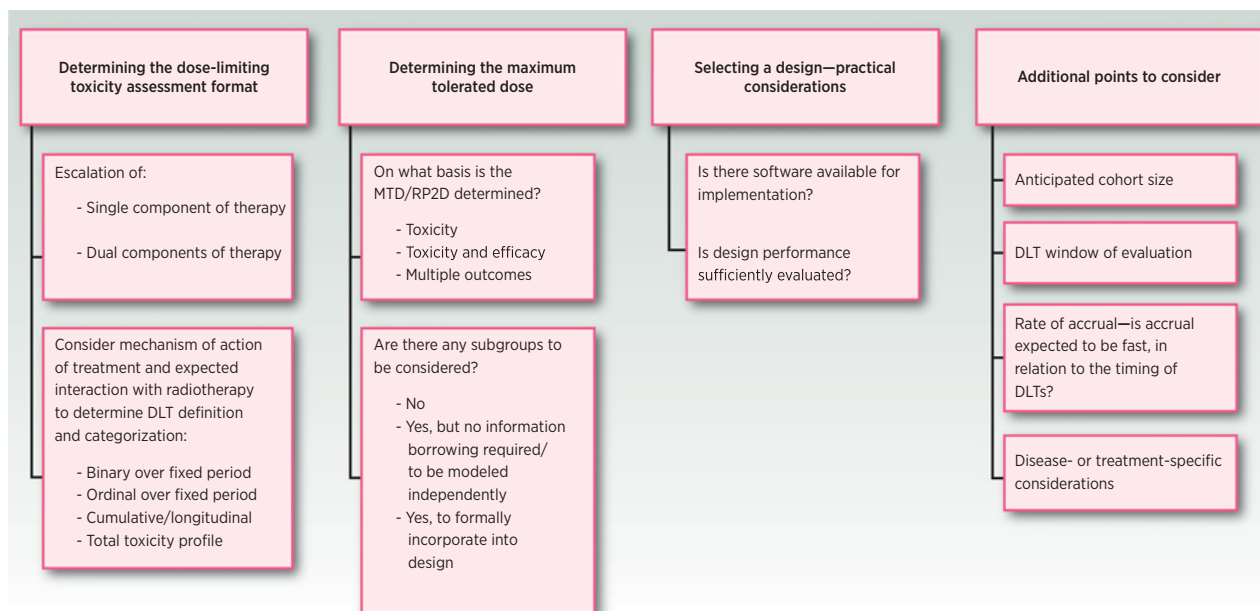 Determining the dose-limiting
toxicity assessment format
Escalation of:
- Single component of therapy
- Dual components of therapy
Consider mechanism of action
of treatment and expected
interaction with radiotherapy
to determine DLT definition
and categorization:
- Binary over fixed period
- Ordinal over fixed period
- Cumulative/longitudinal
- Total toxicity profile
Determining the maximum
tolerated dose
On what basis is the
MTD/RP2D determined?
- Toxicity
- Toxicity and efficacy
- Multiple outcomes
Are there any subgroups to
be considered?
- No
- Yes, but no information
borrowing required/
to be modeled
independently
- Yes, to formally
incorporate into
design
Selecting a design—practical
considerations
Is there software available for
implementation?
Is design performance
sufficiently evaluated?
Additional points to consider
Anticipated cohort size
DLT window of evaluation
Rate of accrual—is accrual
expected to be fast, in
relation to the timing of
DLTs?
Disease- or treatment-specific
considerations